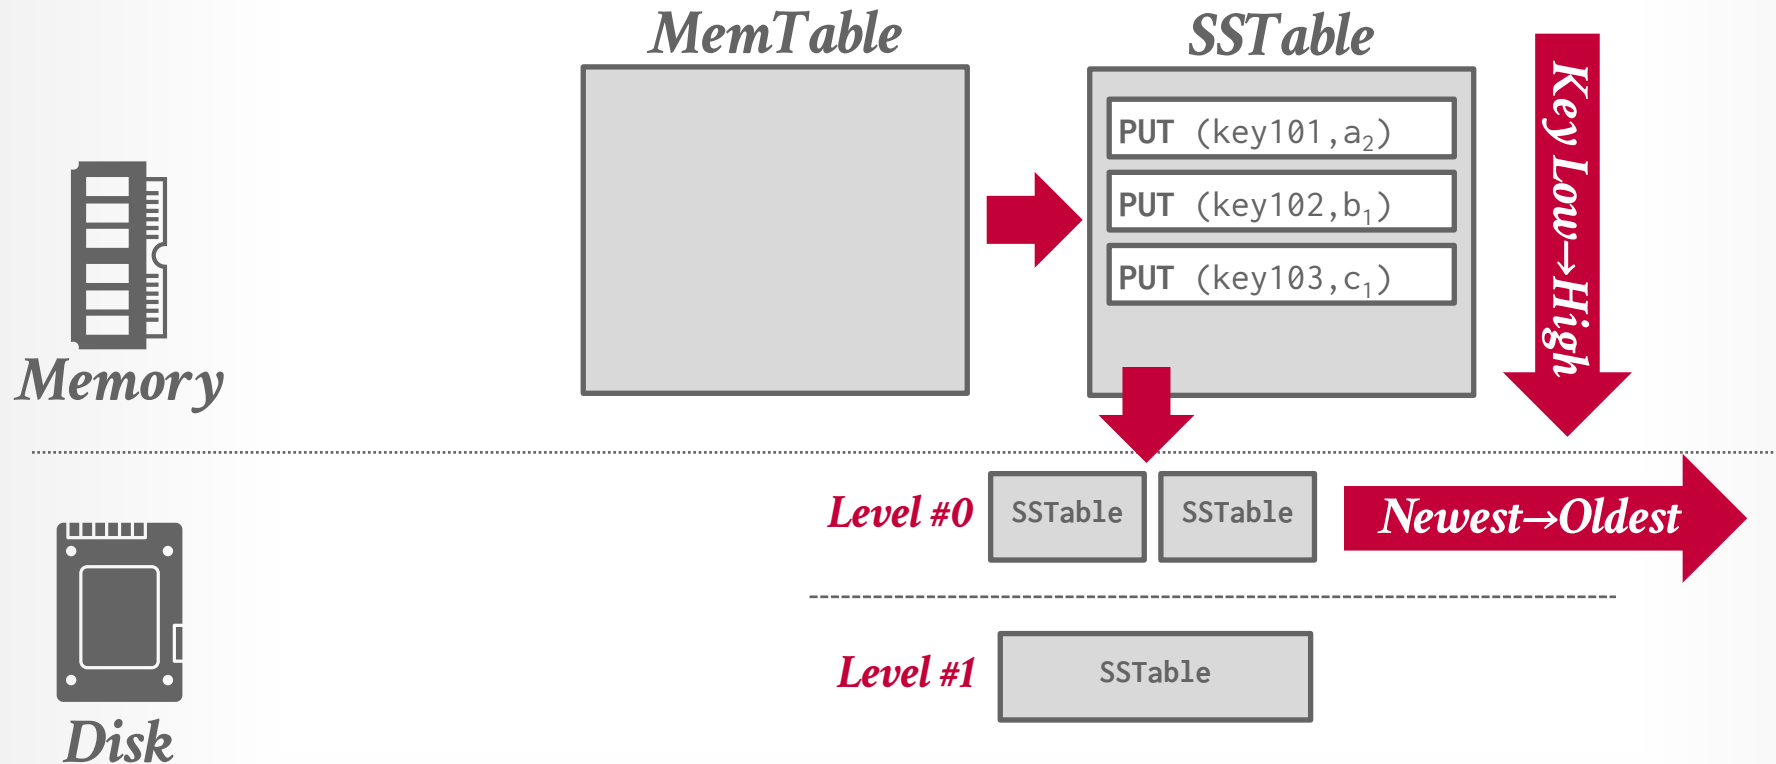 MemTable
SSTable
PUT (key101,a₂)
PUT (key102,b₁)
PUT (key103,c₁)
Key Low→High
Memory
Level #0
SSTable
SSTable
Newest→Oldest
Level #1
SSTable
Disk